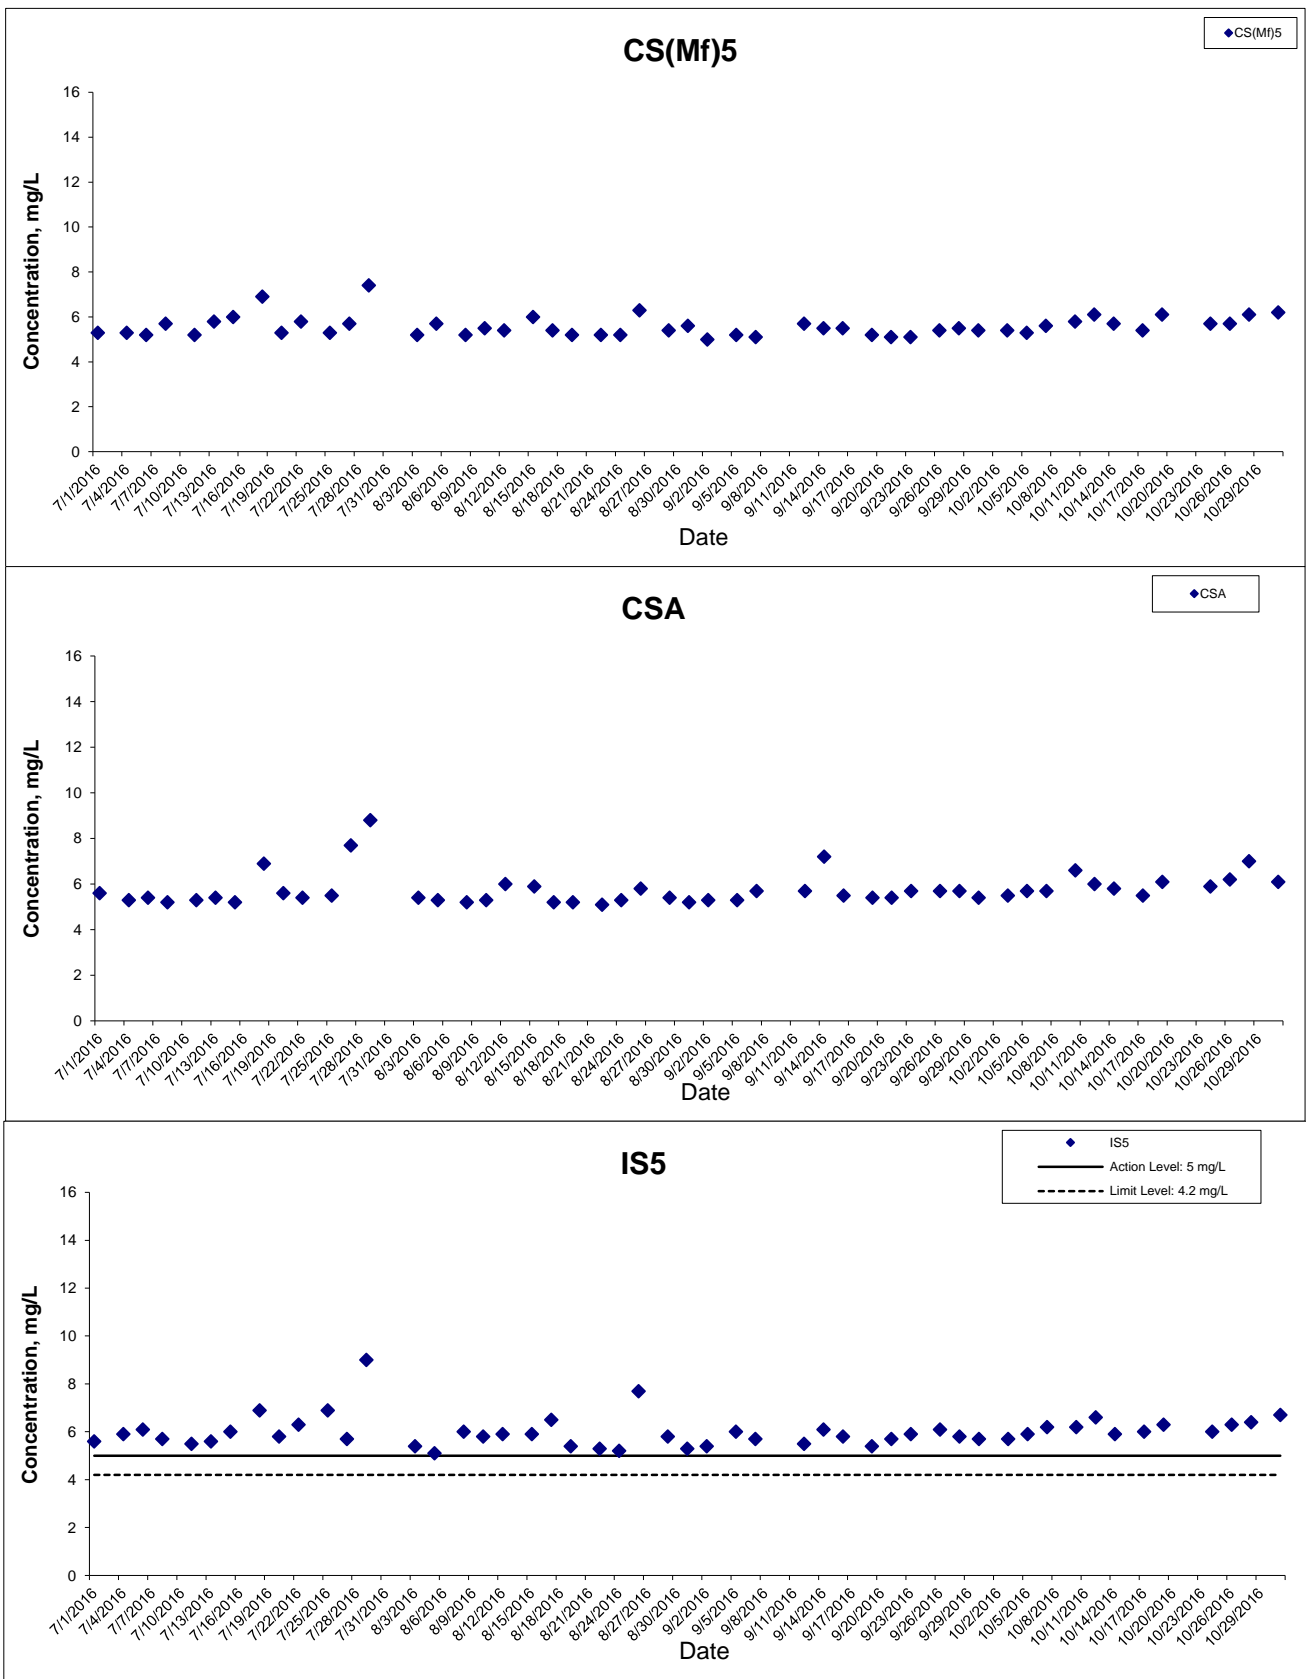 CS(Mf)5
CS(Mf)5
16
14
12
10
8
6
4
2
0
Concentration, mg/L
7/1/2016 7/4/2016 7/7/2016 7/10/2016 7/13/2016 7/16/2016 7/19/2016 7/22/2016 7/25/2016 7/28/2016 7/31/2016 8/3/2016 8/6/2016 8/9/2016 8/12/2016 8/15/2016 8/18/2016 8/21/2016 8/24/2016 8/27/2016 8/30/2016 9/2/2016 9/5/2016 9/8/2016 9/11/2016 9/14/2016 9/17/2016 9/20/2016 9/23/2016 9/26/2016 9/29/2016 10/2/2016 10/5/2016 10/8/2016 10/11/2016 10/14/2016 10/17/2016 10/20/2016 10/23/2016 10/26/2016 10/29/2016
Date
CSA
CSA
16
14
12
10
8
6
4
2
0
Concentration, mg/L
7/1/2016 7/4/2016 7/7/2016 7/10/2016 7/13/2016 7/16/2016 7/19/2016 7/22/2016 7/25/2016 7/28/2016 7/31/2016 8/3/2016 8/6/2016 8/9/2016 8/12/2016 8/15/2016 8/18/2016 8/21/2016 8/24/2016 8/27/2016 8/30/2016 9/2/2016 9/5/2016 9/8/2016 9/11/2016 9/14/2016 9/17/2016 9/20/2016 9/23/2016 9/26/2016 9/29/2016 10/2/2016 10/5/2016 10/8/2016 10/11/2016 10/14/2016 10/17/2016 10/20/2016 10/23/2016 10/26/2016 10/29/2016
Date
IS5
IS5
Action Level: 5 mg/L
Limit Level: 4.2 mg/L
16
14
12
10
8
6
4
2
0
Concentration, mg/L
7/1/2016 7/4/2016 7/7/2016 7/10/2016 7/13/2016 7/16/2016 7/19/2016 7/22/2016 7/25/2016 7/28/2016 7/31/2016 8/3/2016 8/6/2016 8/9/2016 8/12/2016 8/15/2016 8/18/2016 8/21/2016 8/24/2016 8/27/2016 8/30/2016 9/2/2016 9/5/2016 9/8/2016 9/11/2016 9/14/2016 9/17/2016 9/20/2016 9/23/2016 9/26/2016 9/29/2016 10/2/2016 10/5/2016 10/8/2016 10/11/2016 10/14/2016 10/17/2016 10/20/2016 10/23/2016 10/26/2016 10/29/2016
Date